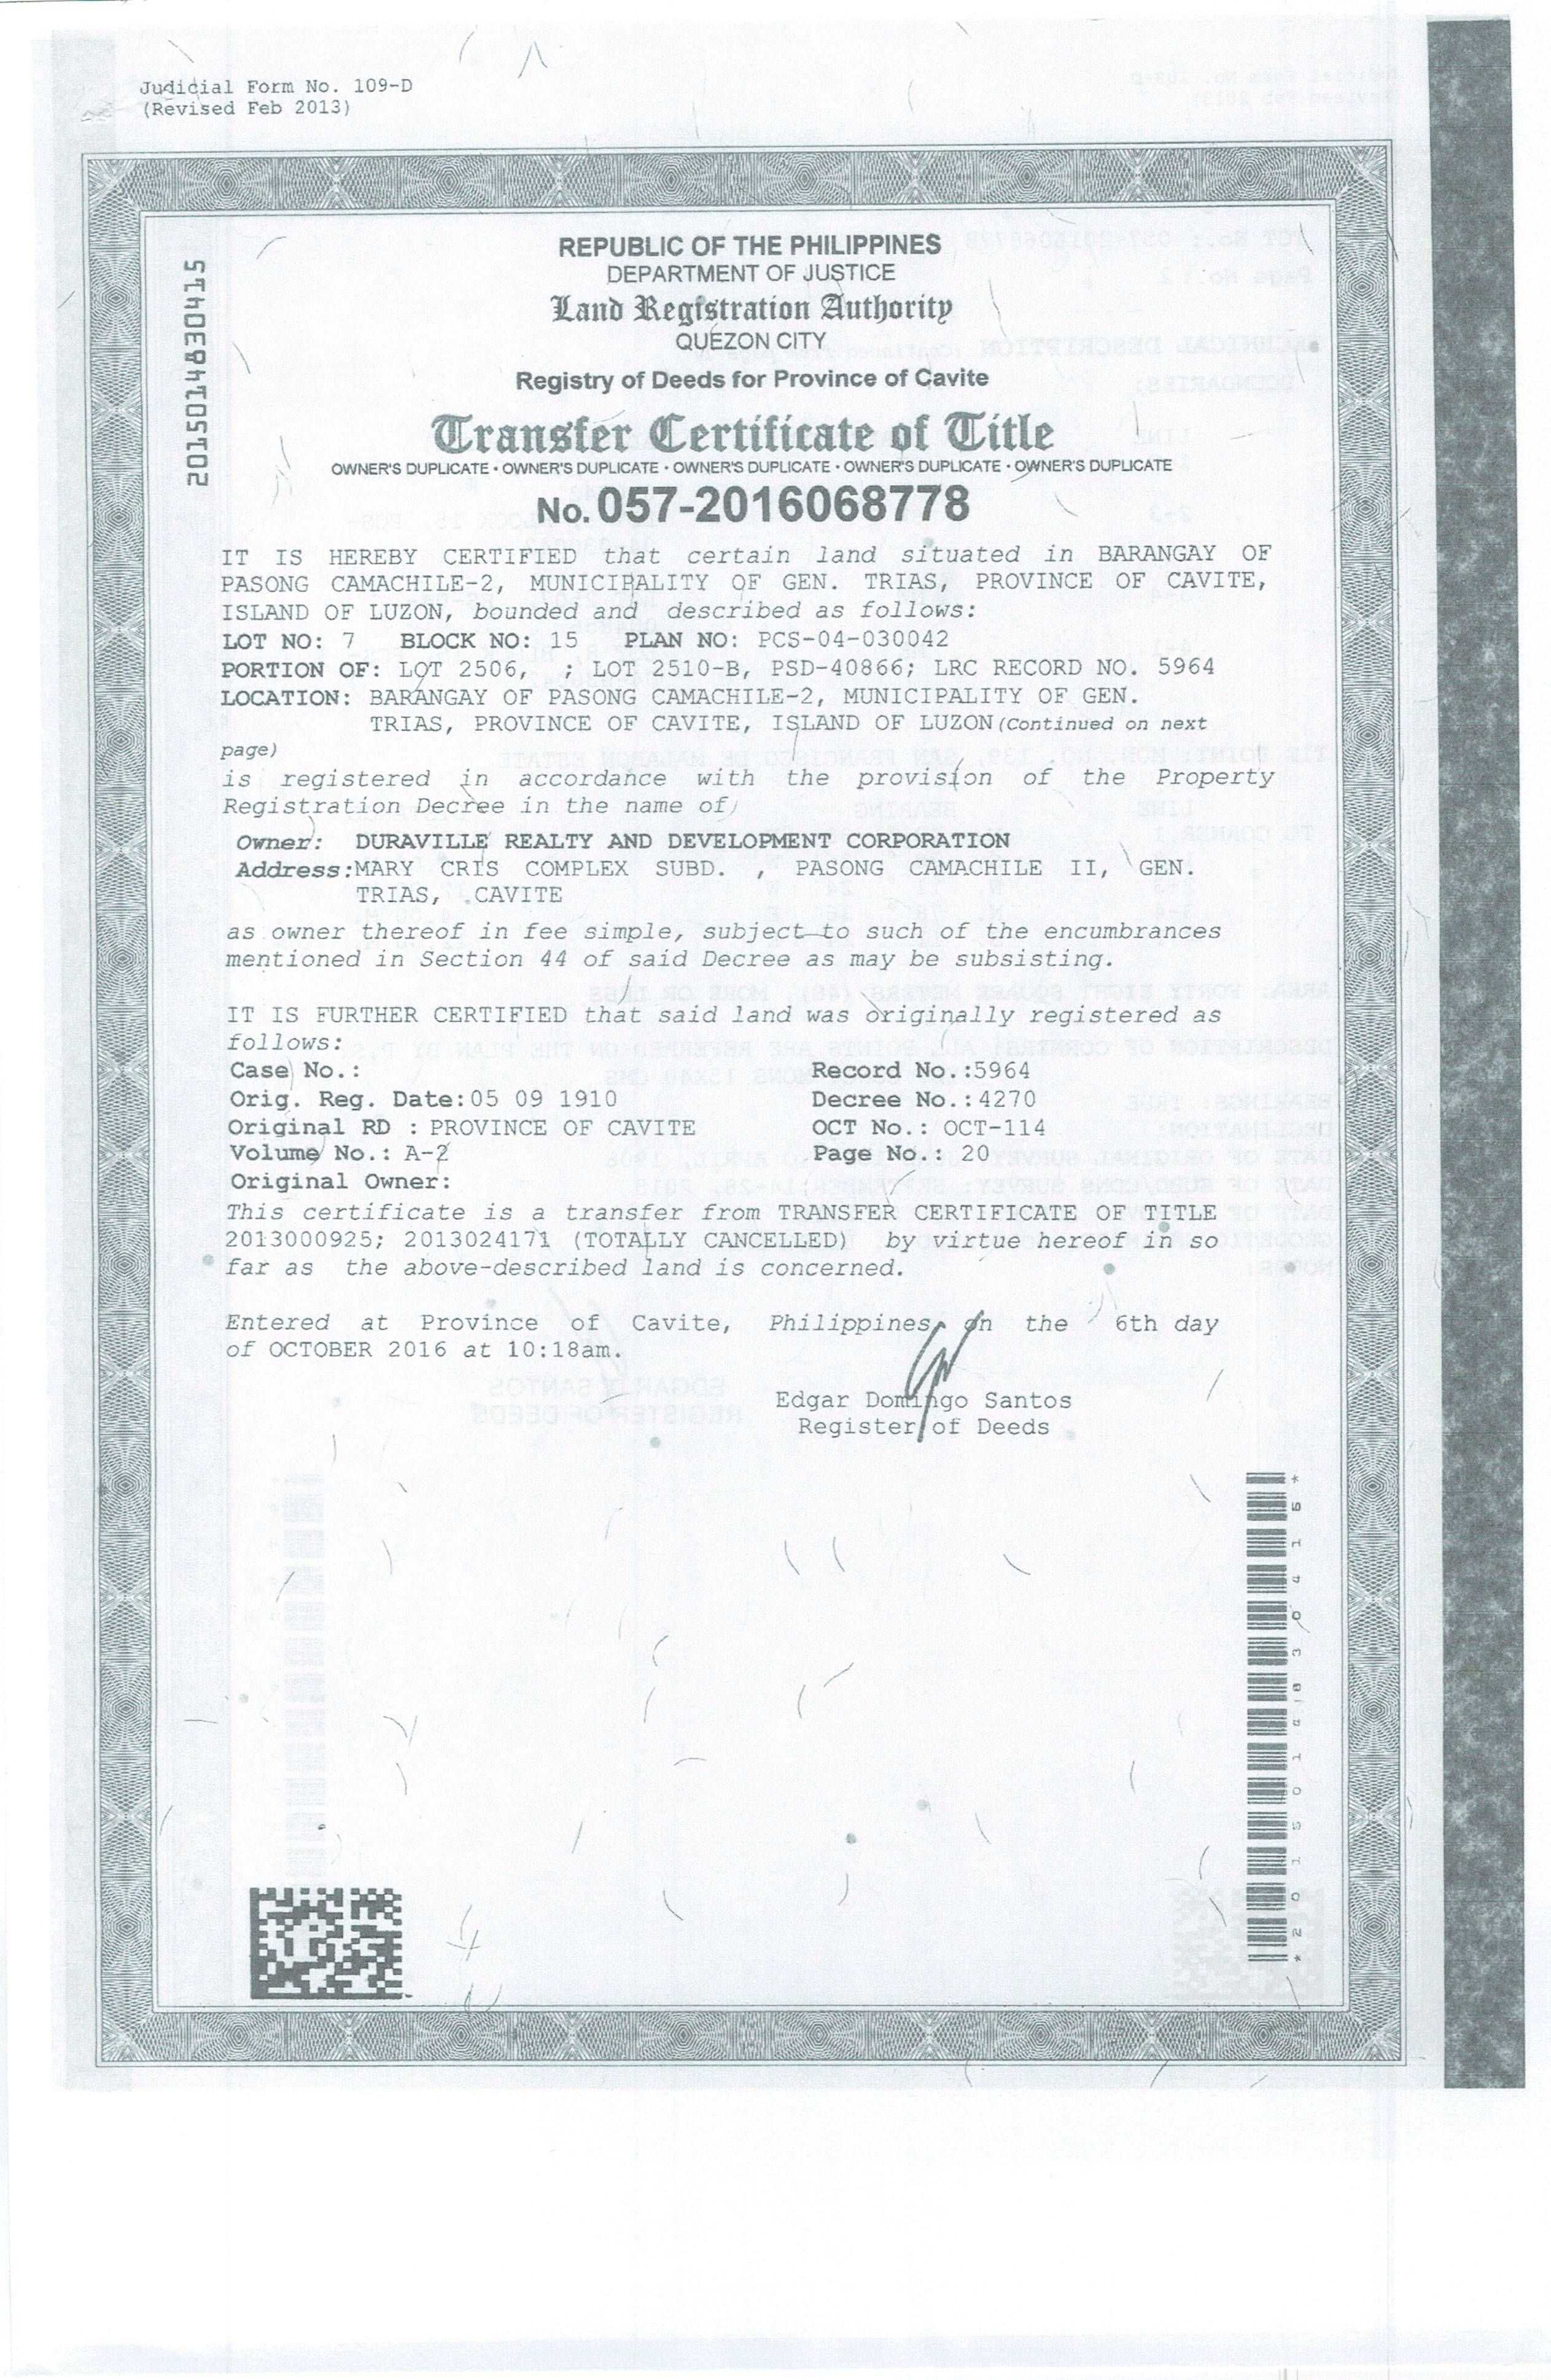 Judicial Form No. 109-D
(Revised Feb 2013)
2015014830415
REPUBLIC OF THE PHILIPPINES
DEPARTMENT OF JUSTICE
Land Registration Authority
QUEZON CITY
Registry of Deeds for Province of Cavite
Transfer Certificate of Title
OWNER'S DUPLICATE • OWNER'S DUPLICATE • OWNER'S DUPLICATE • OWNER'S DUPLICATE • OWNER'S DUPLICATE
No. 057-2016068778
IT IS HEREBY CERTIFIED that certain land situated in BARANGAY OF
PASONG CAMACHILE-2, MUNICIPALITY OF GEN. TRIAS, PROVINCE OF CAVITE,
ISLAND OF LUZON, bounded and described as follows:
LOT NO: 7 BLOCK NO: 15 PLAN NO: PCS-04-030042
PORTION OF: LOT 2506, ; LOT 2510-B, PSD-40866; LRC RECORD NO. 5964
LOCATION: BARANGAY OF PASONG CAMACHILE-2, MUNICIPALITY OF GEN.
TRIAS, PROVINCE OF CAVITE, ISLAND OF LUZON (Continued on next
page)
is registered in accordance with the provision of the Property
Registration Decree in the name of
Owner: DURAVILLE REALTY AND DEVELOPMENT CORPORATION
Address: MARY CRIS COMPLEX SUBD. , PASONG CAMACHILE II, GEN.
TRIAS, CAVITE
as owner thereof in fee simple, subject to such of the encumbrances
mentioned in Section 44 of said Decree as may be subsisting.
IT IS FURTHER CERTIFIED that said land was originally registered as
follows:
Case No.: Record No.:5964
Orig. Reg. Date:05 09 1910 Decree No.:4270
Original RD : PROVINCE OF CAVITE OCT No.: OCT-114
Volume No.: A-2 Page No.: 20
Original Owner:
This certificate is a transfer from TRANSFER CERTIFICATE OF TITLE
2013000925; 2013024171 (TOTALLY CANCELLED) by virtue hereof in so
far as the above-described land is concerned.
Entered at Province of Cavite, Philippines on the 6th day
of OCTOBER 2016 at 10:18am.
Edgar Domingo Santos
Register of Deeds
*2015014830415*